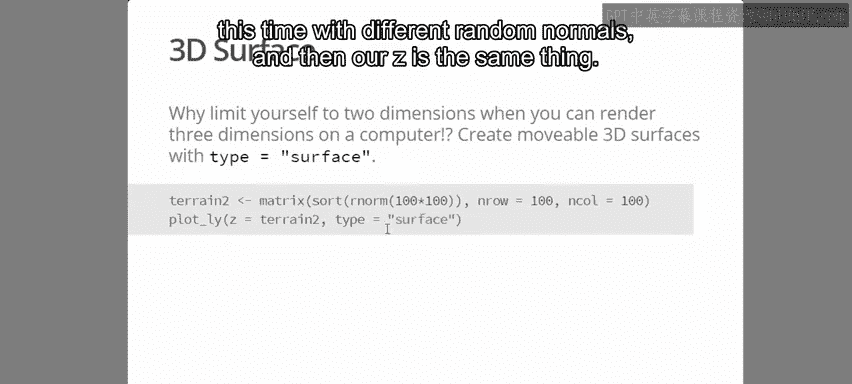 this time with different random normals,
and then our z is the same thing.
3D Surface
Why limit yourself to two dimensions when you can render
three dimensions on a computer!? Create moveable 3D surfaces
with type = "surface".
terrain2 <- matrix(sort(rnorm(100*100)), nrow = 100, ncol = 100)
plot_ly(z = terrain2, type = "surface")